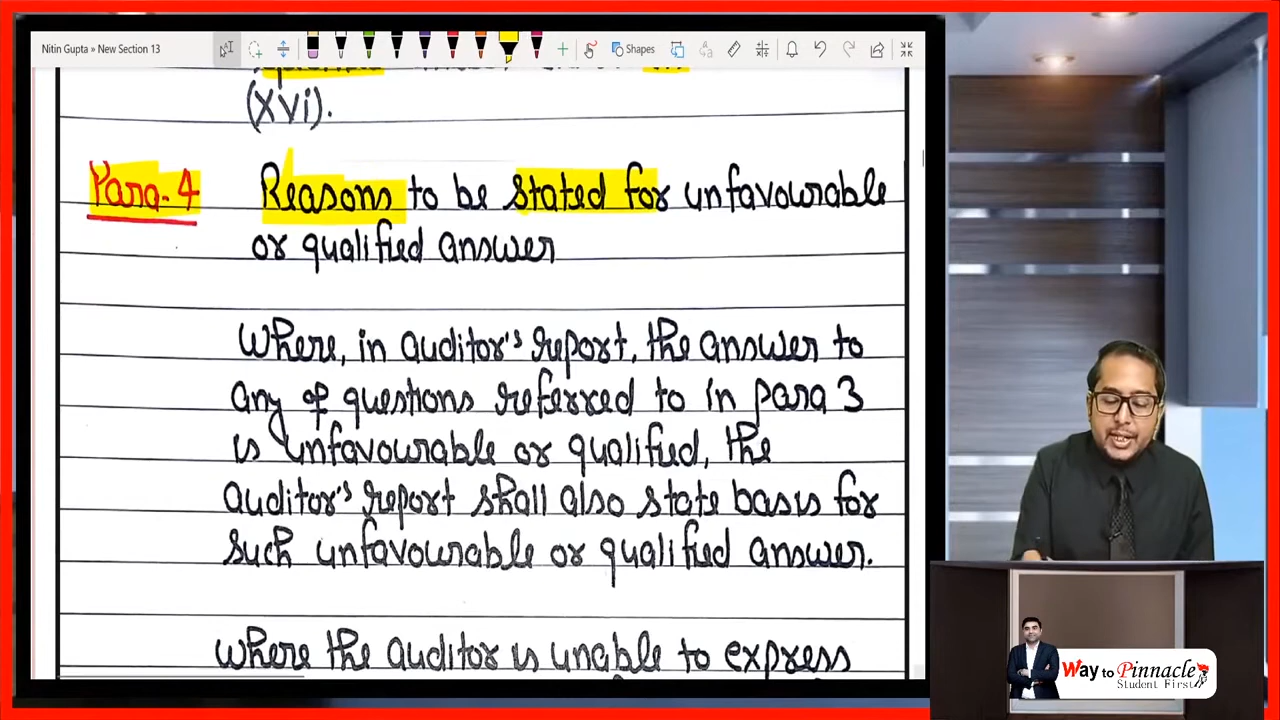 Nitin Gupta » New Section 13
Shapes
(xvi).
Para-4 Reasons to be stated for unfavourable
or qualified answer
Where, in auditor's report, the answer to
any of questions referred to in para 3
is unfavourable or qualified, the
auditor's report shall also state basis for
such unfavourable or qualified answer.
where the auditor is unable to express
Way to Pinnacle
Student First